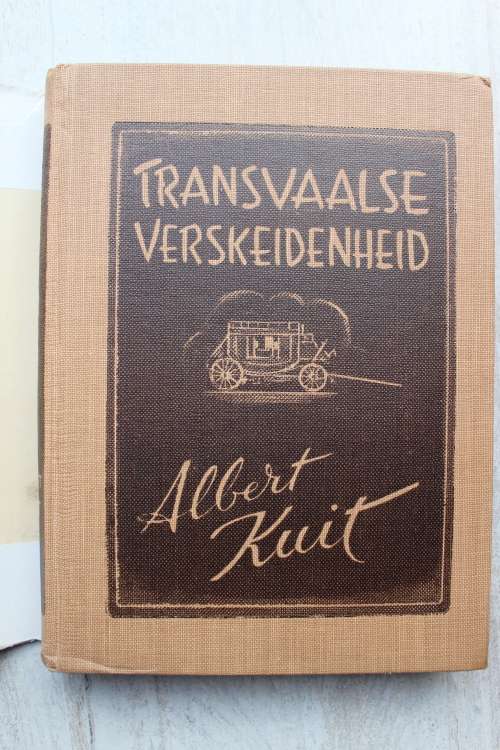 TRANSVAALSE
VERSKEIDENHEID
Albert
Kuit